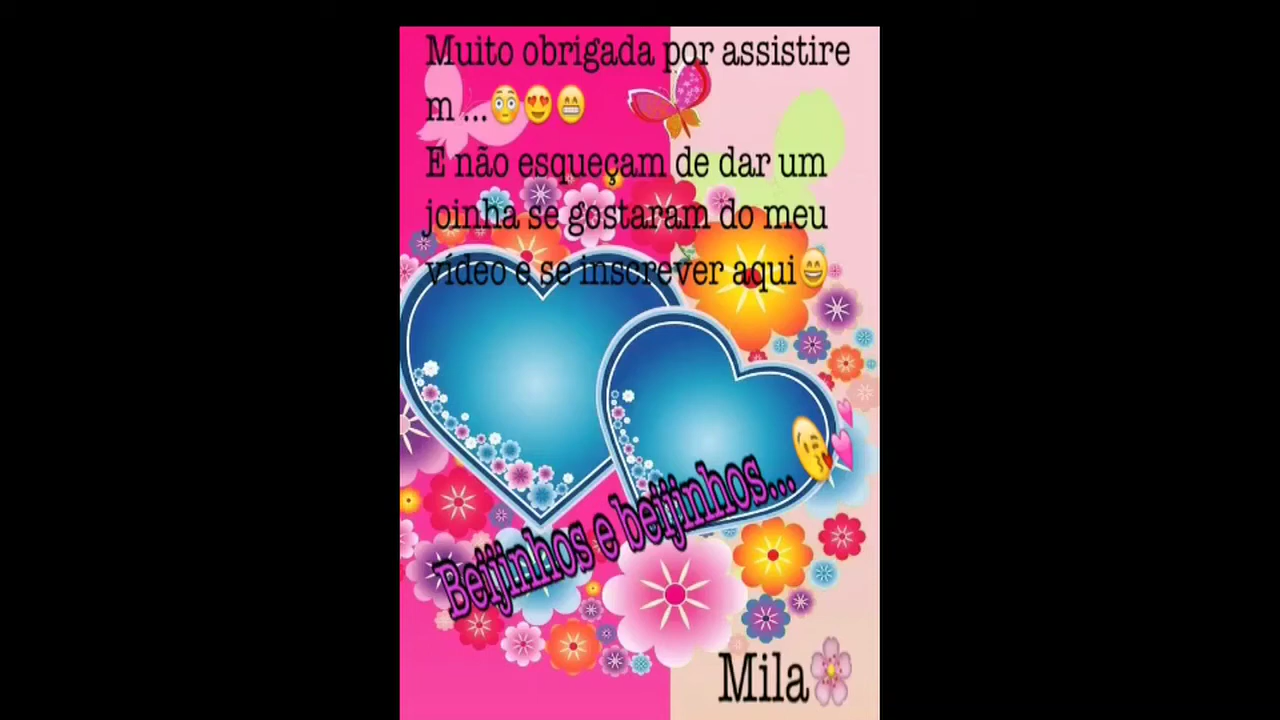 Muito obrigada por assistire
m ...😳😍😁
E não esqueçam de dar um
joinha se gostaram do meu
vídeo e se inscrever aqui😄
Beijinhos e beijinhos... 😘
Mila🌸